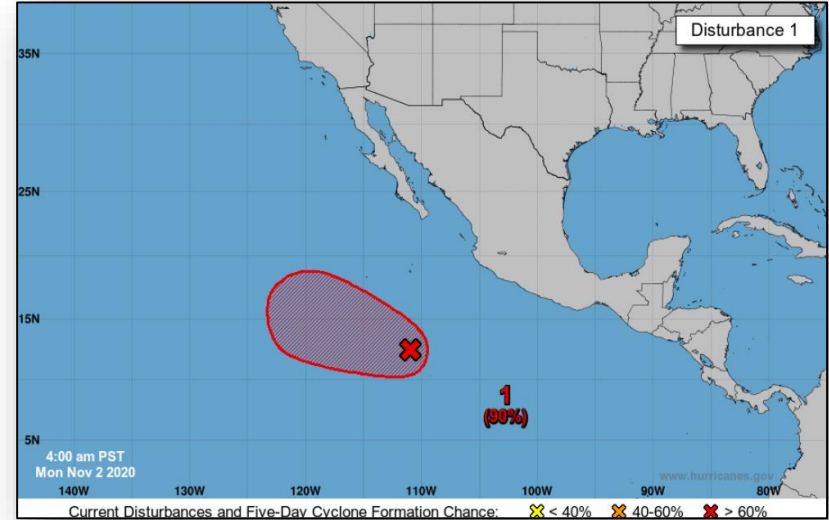 Disturbance 1
35N
25N
15N
1
(90%)
5N
4:00 am PST
Mon Nov 2 2020
www.hurricanes.gov
140W 130W 120W 110W 100W 90W 80W
Current Disturbances and Five-Day Cyclone Formation Chance: < 40% 40-60% > 60%